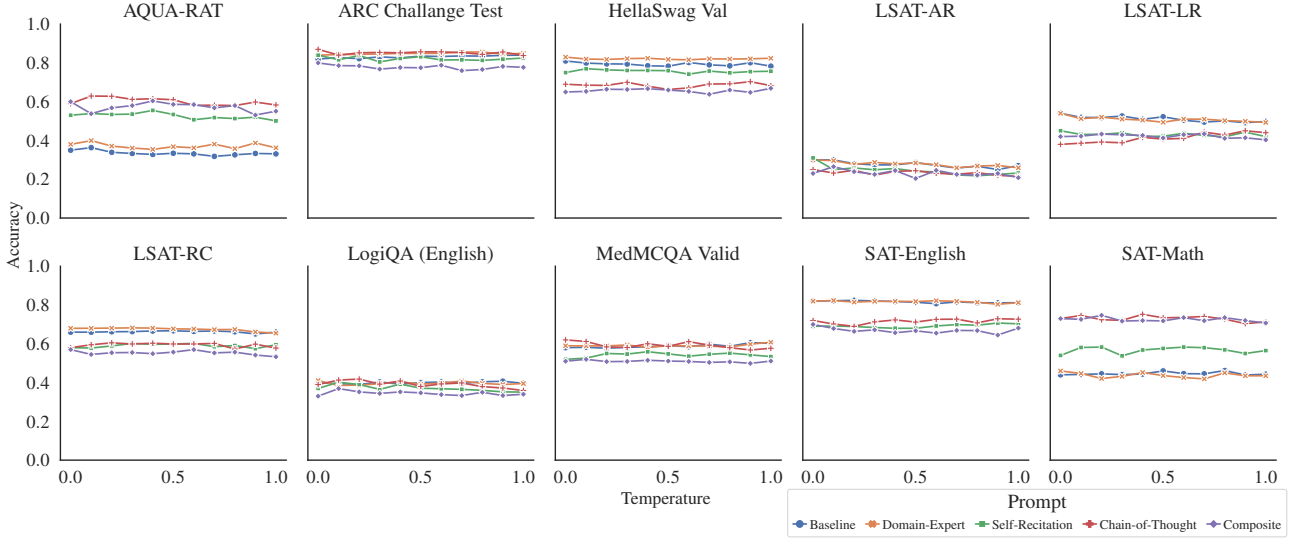 AQUA-RAT
ARC Challange Test
HellaSwag Val
LSAT-AR
LSAT-LR
1.0
0.8
0.6
0.4
0.2
0.0
Accuracy
LSAT-RC
LogiQA (English)
MedMCQA Valid
SAT-English
SAT-Math
1.0
0.8
0.6
0.4
0.2
0.0
0.0 0.5 1.0
0.0 0.5 1.0
0.0 0.5 1.0
0.0 0.5 1.0
0.0 0.5 1.0
Temperature
Prompt
Baseline Domain-Expert Self-Recitation Chain-of-Thought Composite